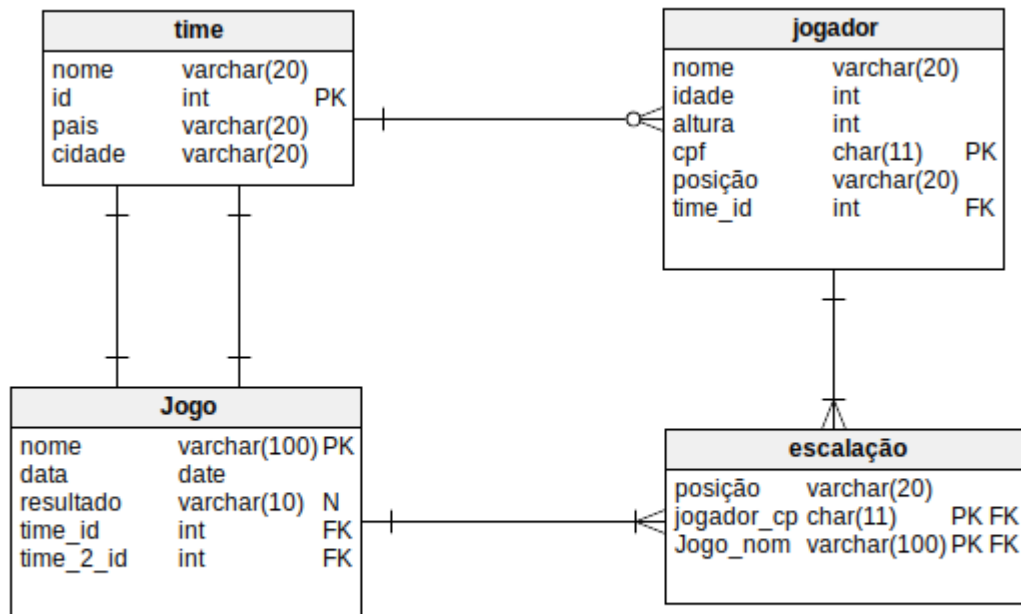 time
nome varchar(20)
id int PK
pais varchar(20)
cidade varchar(20)
jogador
nome varchar(20)
idade int
altura int
cpf char(11) PK
posição varchar(20)
time_id int FK
Jogo
nome varchar(100) PK
data date
resultado varchar(10) N
time_id int FK
time_2_id int FK
escalação
posição varchar(20)
jogador_cp char(11) PK FK
Jogo_nom varchar(100) PK FK